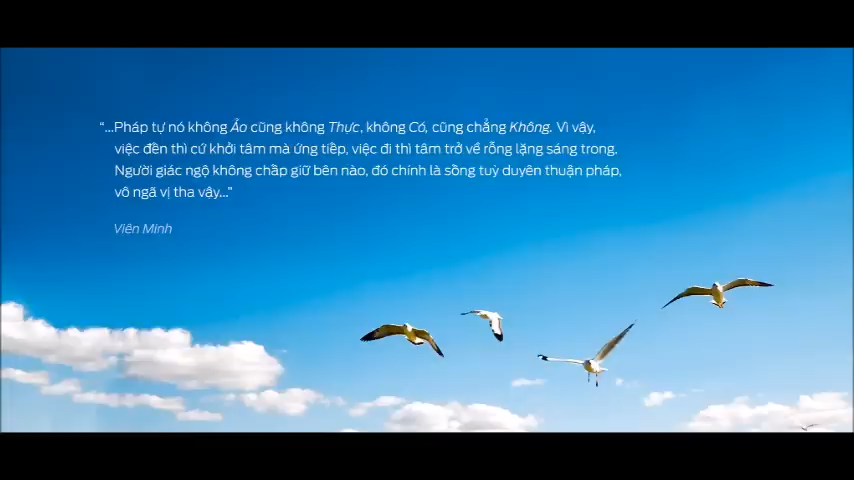 “...Pháp tự nó không Ảo cũng không Thực, không Có, cũng chẳng Không. Vì vậy,
việc đến thì cứ khởi tâm mà ứng tiếp, việc đi thì tâm trở về rỗng lặng sáng trong.
Người giác ngộ không chấp giữ bên nào, đó chính là sống tuỳ duyên thuận pháp,
vô ngã vị tha vậy...”
Viên Minh